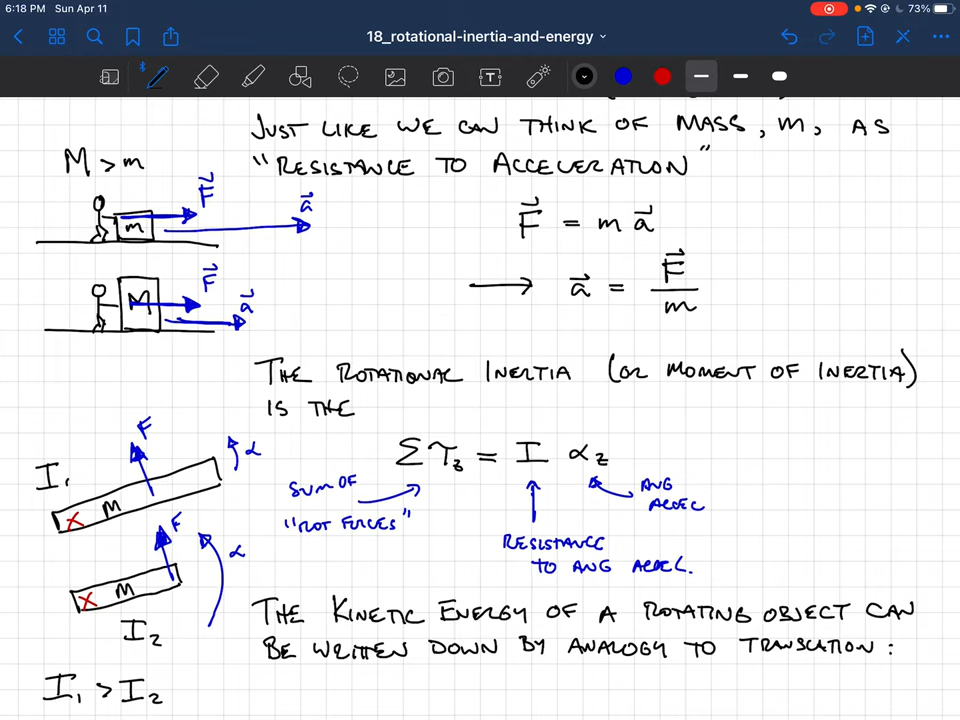 6:18 PM Sun Apr 11
73%
18_rotational-inertia-and-energy
JUST LIKE WE CAN THINK OF MASS, m, AS
"RESISTANCE TO ACCELERATION"
M > m
F⃗
a⃗
m
F⃗ = m a⃗
F⃗
a⃗
M
→ a⃗ = F⃗/m
THE ROTATIONAL INERTIA (OR MOMENT OF INERTIA)
IS THE
F
α
I₁
M
X
Στz = I αz
SUM OF
"ROT FORCES"
ANG
ACCEL
RESISTANCE
TO ANG ACCEL.
F
α
M
X
I₂
THE KINETIC ENERGY OF A ROTATING OBJECT CAN
BE WRITTEN DOWN BY ANALOGY TO TRANSLATION:
I₁ > I₂